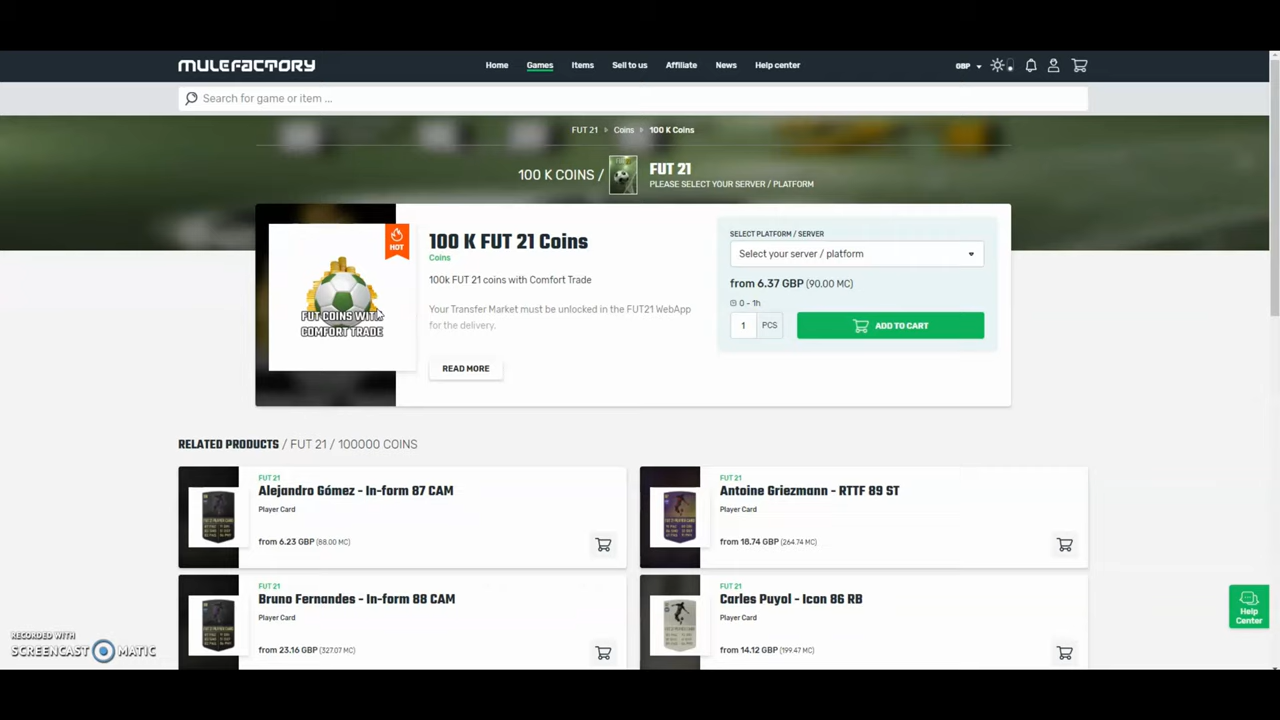 MULEFACTORY
Home Games Items Sell to us Affiliate News Help center
GBP
Search for game or item ...
FUT 21 Coins 100 K Coins
100 K COINS / FUT 21
PLEASE SELECT YOUR SERVER / PLATFORM
HOT
FUT COINS WITH
COMFORT TRADE
100 K FUT 21 Coins
Coins
100k FUT 21 coins with Comfort Trade
Your Transfer Market must be unlocked in the FUT21 WebApp
for the delivery.
READ MORE
SELECT PLATFORM / SERVER
Select your server / platform
from 6.37 GBP (90.00 MC)
0 - 1h
1 PCS ADD TO CART
RELATED PRODUCTS / FUT 21 / 100000 COINS
FUT 21
Alejandro Gómez - In-form 87 CAM
Player Card
from 6.23 GBP (88.00 MC)
FUT 21
Antoine Griezmann - RTTF 89 ST
Player Card
from 18.74 GBP (264.74 MC)
FUT 21
Bruno Fernandes - In-form 88 CAM
Player Card
from 23.16 GBP (327.07 MC)
FUT 21
Carles Puyol - Icon 86 RB
Player Card
from 14.12 GBP (199.47 MC)
Help
Center
RECORDED WITH
SCREENCAST MATIC